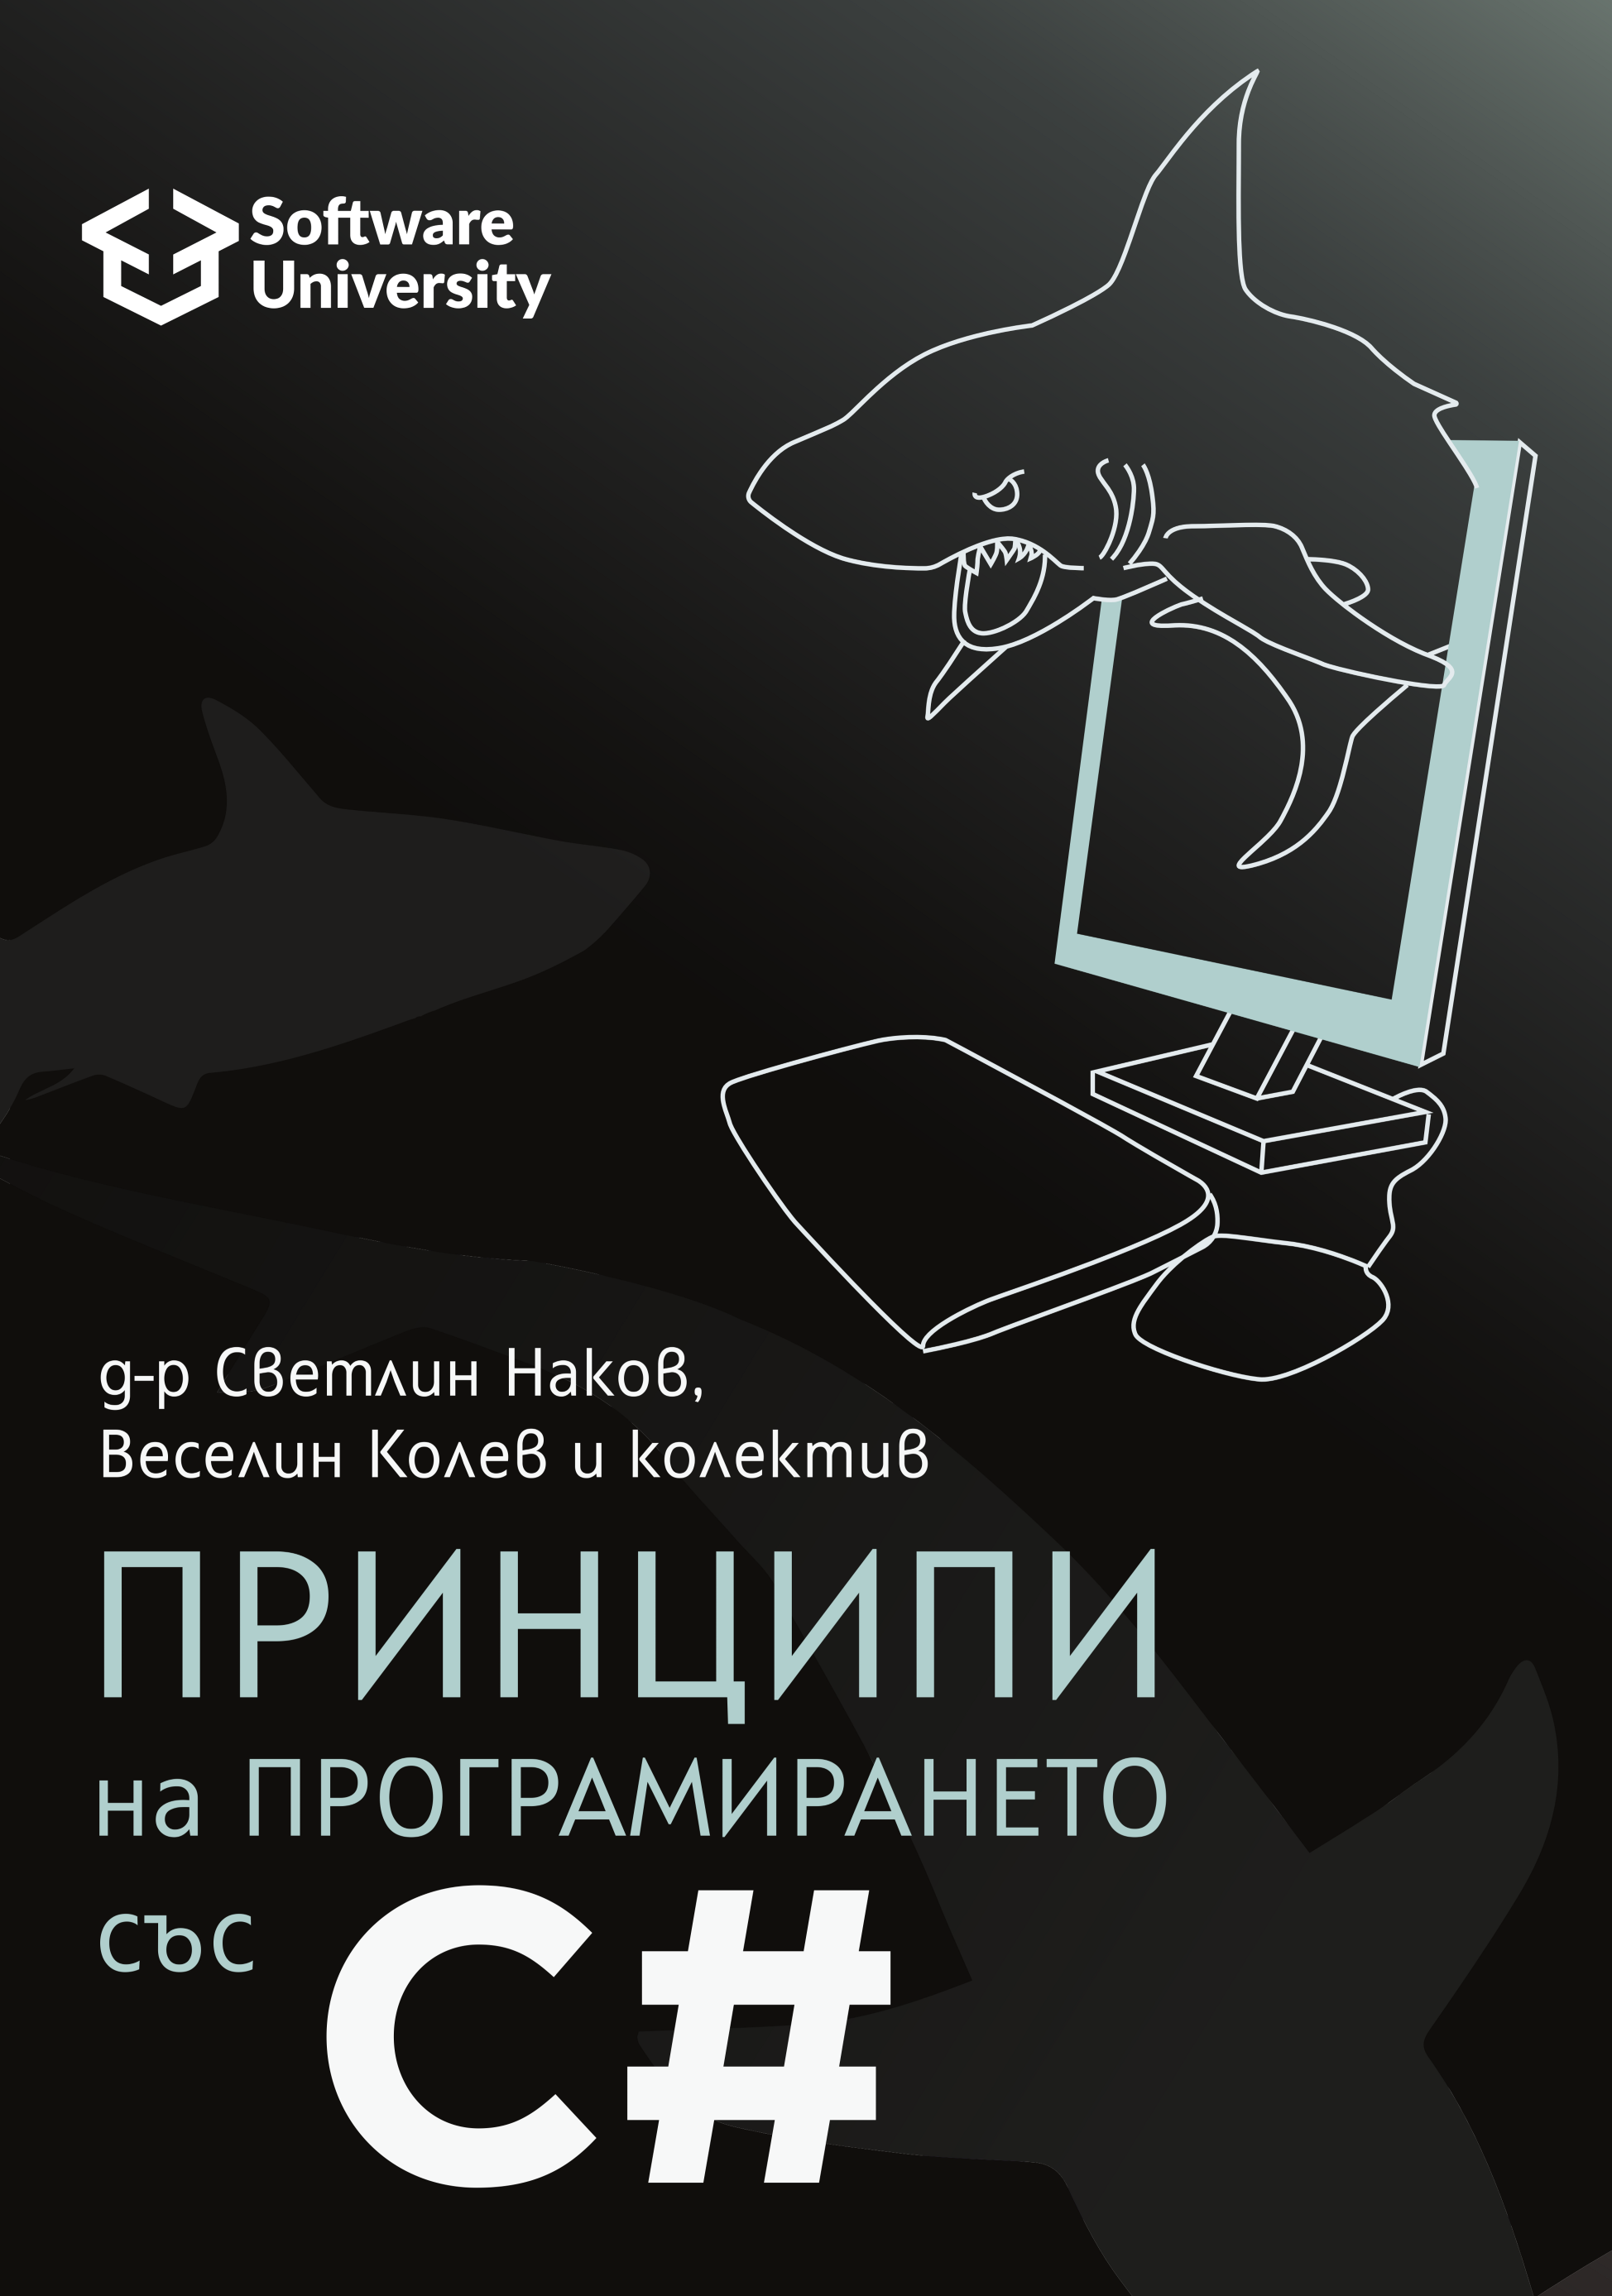 Software
University
д-р Светлин Наков,
Веселин Колев и колектив
ПРИНЦИПИ
на ПРОГРАМИРАНЕТО
със C#